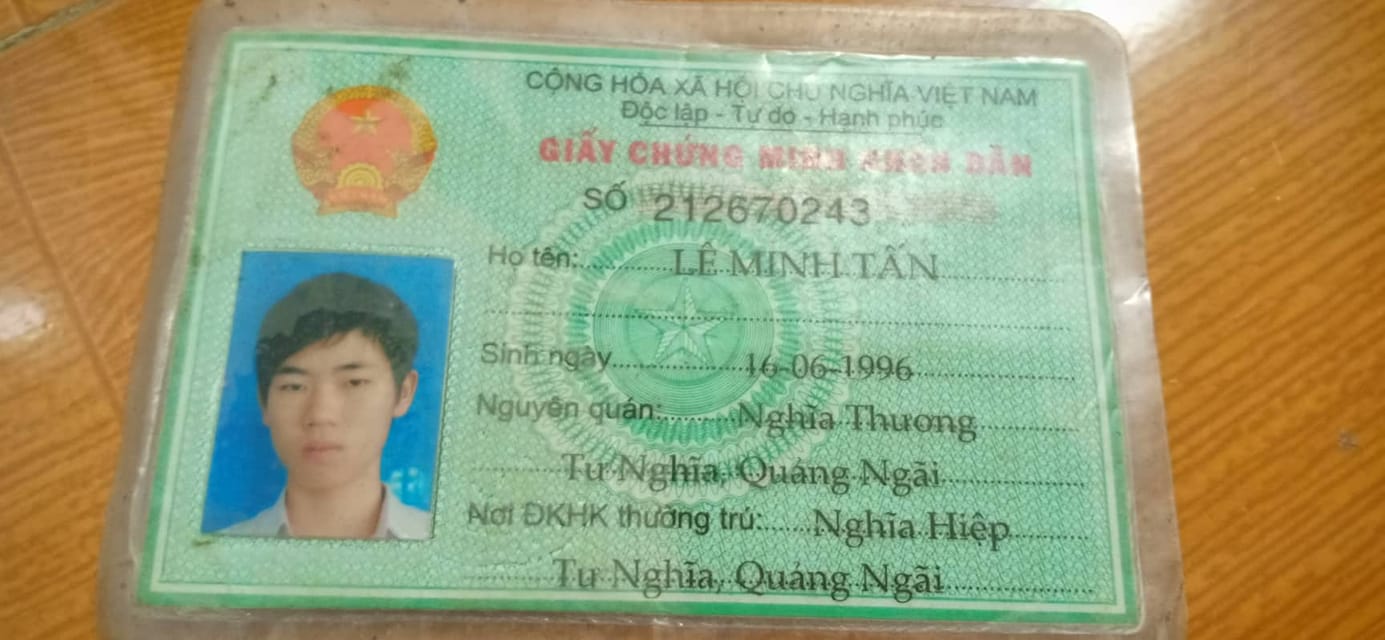 CỘNG HÒA XÃ HỘI CHỦ NGHĨA VIỆT NAM
Độc lập - Tự do - Hạnh phúc
GIẤY CHỨNG MINH NHÂN DÂN
SỐ 212670243
Họ tên: LÊ MINH TẤN
Sinh ngày 16-06-1996
Nguyên quán: Nghĩa Thương
Tư Nghĩa, Quảng Ngãi
Nơi ĐKHK thường trú: Nghĩa Hiệp
Tư Nghĩa, Quảng Ngãi